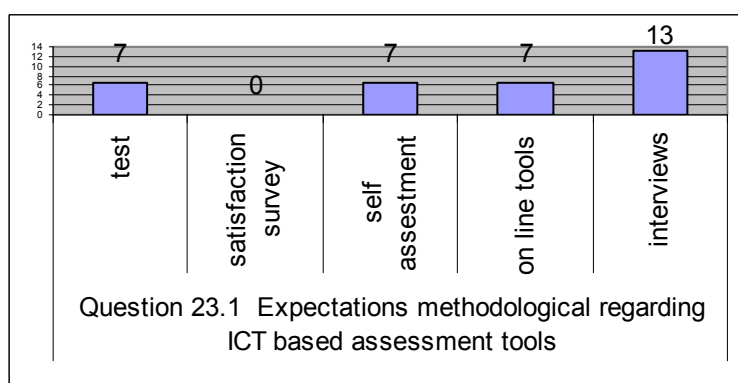 14
12
10
8
6
4
2
0
7
0
7
7
13
test
satisfaction
survey
self
assestment
on line tools
interviews
Question 23.1 Expectations methodological regarding
ICT based assessment tools